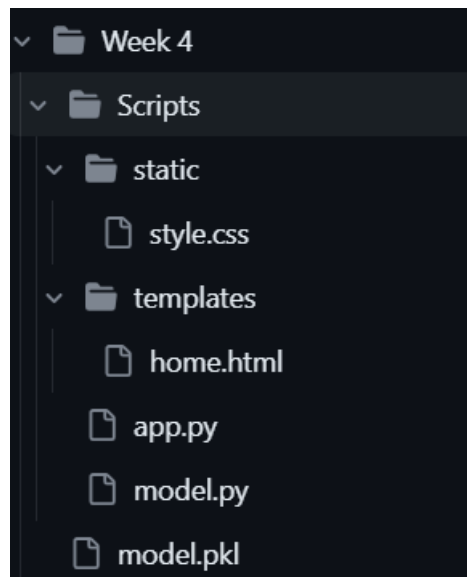 Week 4
Scripts
static
style.css
templates
home.html
app.py
model.py
model.pkl